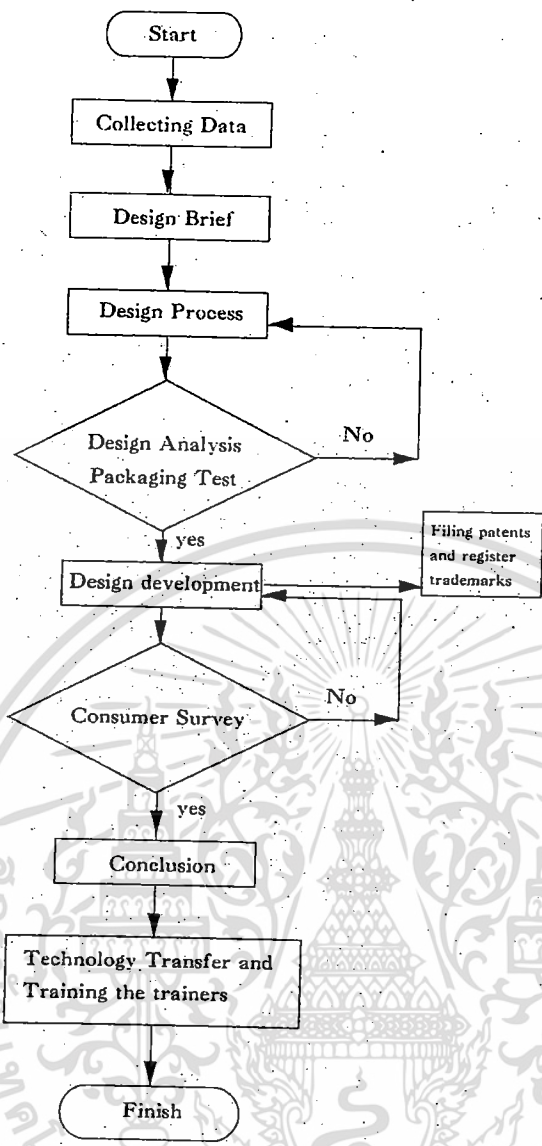 Start
Collecting Data
Design Brief
Design Process
Design Analysis
Packaging Test
No
yes
Design development
Filing patents
and register
trademarks
Consumer Survey
No
yes
Conclusion
Technology Transfer and
Training the trainers
Finish